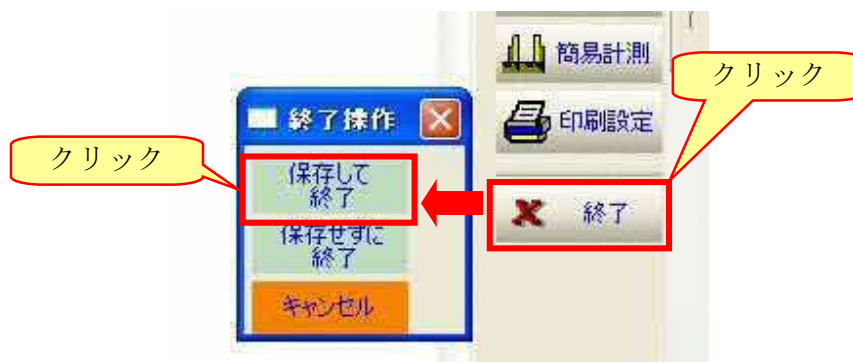 簡易計測
クリック
終了操作
印刷設定
クリック
保存して
終了
終了
保存せずに
終了
キャンセル